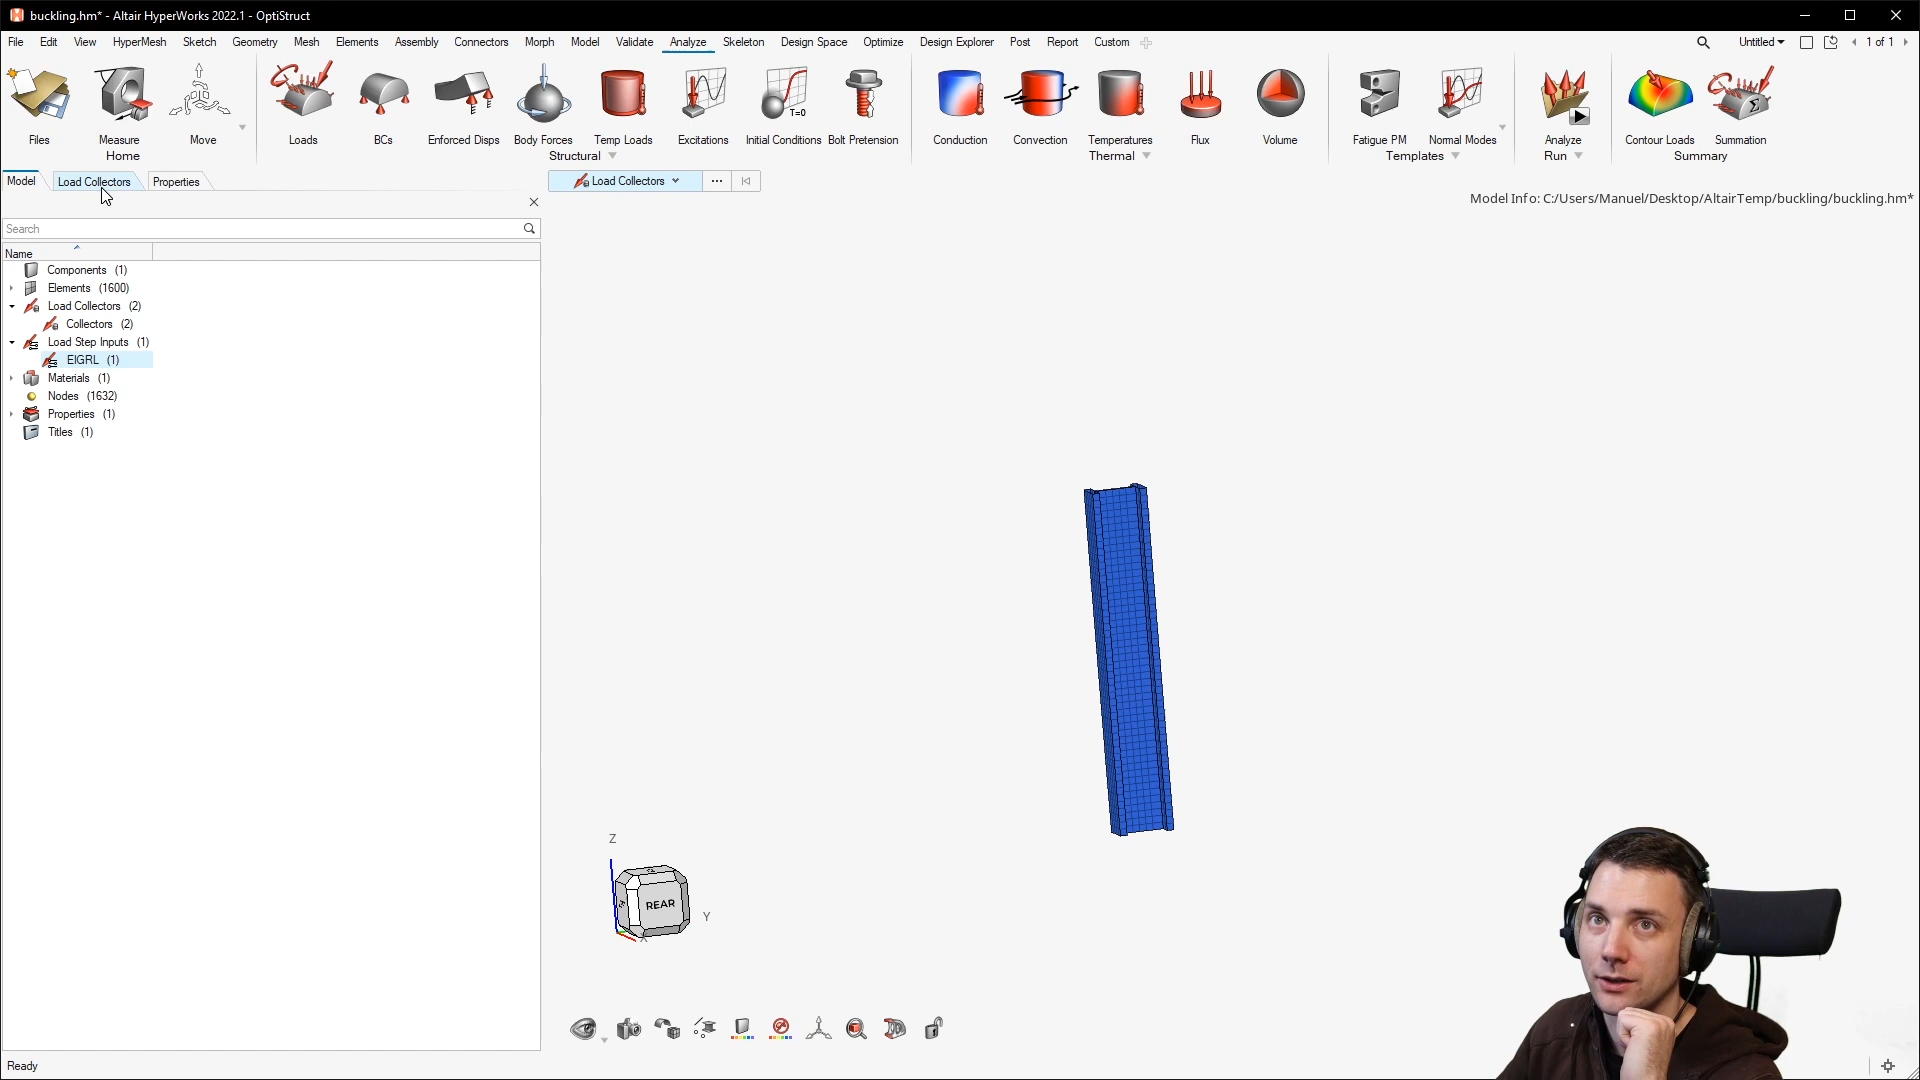 buckling.hm* - Altair HyperWorks 2022.1 - OptiStruct
File Edit View HyperMesh Sketch Geometry Mesh Elements Assembly Connectors Morph Model Validate Analyze Skeleton Design Space Optimize Design Explorer Post Report Custom Untitled 1 of 1
T=0
Files Measure Move Loads BCs Enforced Disps Body Forces Temp Loads Excitations Initial Conditions Bolt Pretension Conduction Convection Temperatures Flux Volume Fatigue PM Normal Modes Analyze Contour Loads Summation
Home Structural Thermal Templates Run Summary
Model Load Collectors Properties Load Collectors
Model Info: C:/Users/Manuel/Desktop/AltairTemp/buckling/buckling.hm*
Search
Name
Components (1)
Elements (1600)
Load Collectors (2)
Collectors (2)
Load Step Inputs (1)
EIGRL (1)
Materials (1)
Nodes (1632)
Properties (1)
Titles (1)
Z
REAR
Y
X
Ready